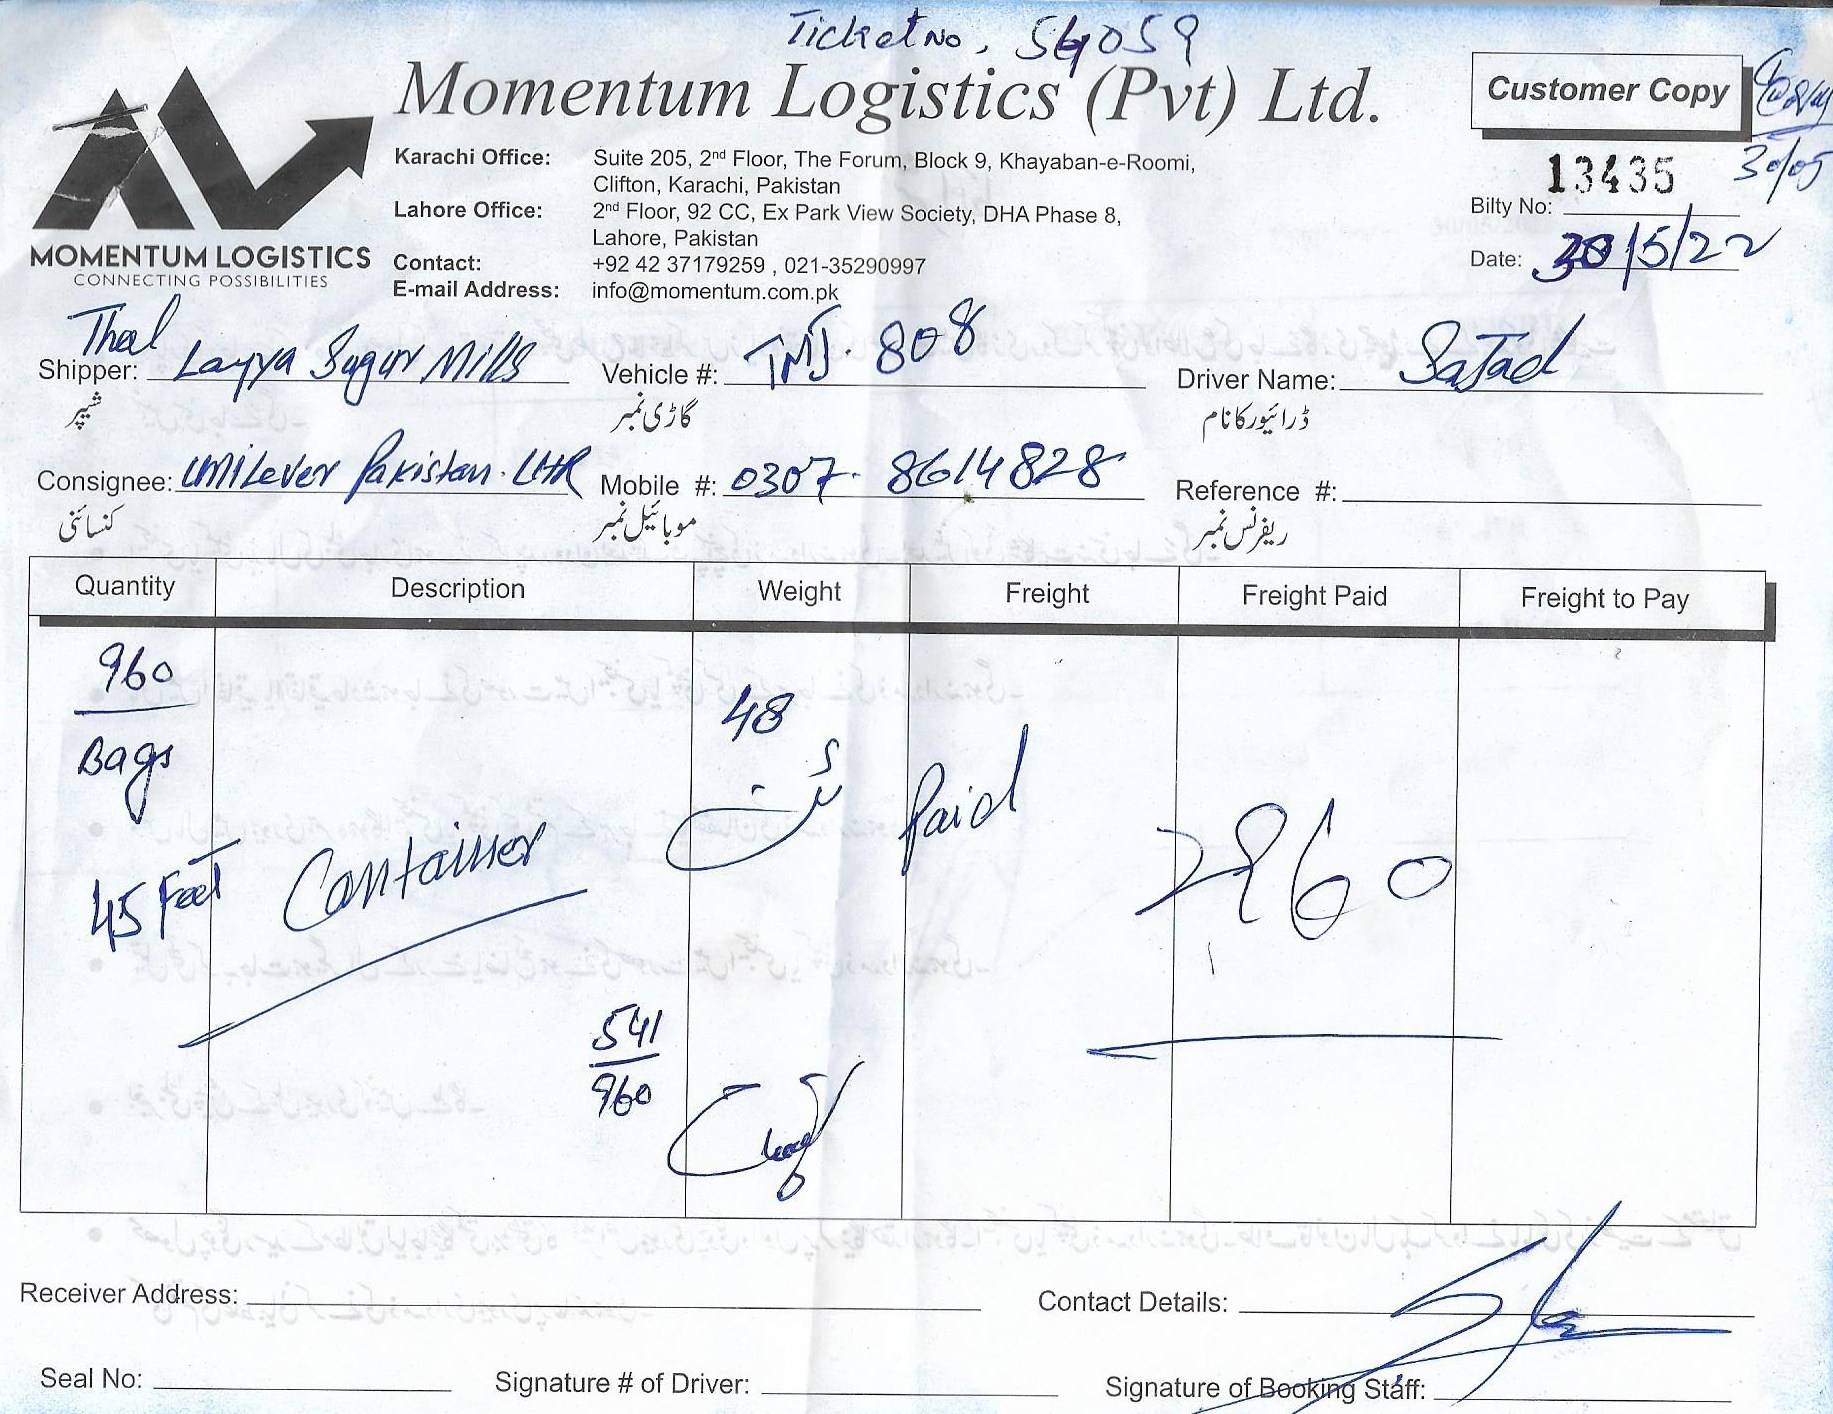 Ticket No. 54059
Momentum Logistics (Pvt) Ltd.
Customer Copy
30/05
MOMENTUM LOGISTICS
CONNECTING POSSIBILITIES
Karachi Office: Suite 205, 2nd Floor, The Forum, Block 9, Khayaban-e-Roomi,
Clifton, Karachi, Pakistan
Lahore Office: 2nd Floor, 92 CC, Ex Park View Society, DHA Phase 8,
Lahore, Pakistan
Contact: +92 42 37179259 , 021-35290997
E-mail Address: info@momentum.com.pk
13435
Bilty No:
Date: 30/5/22
Thal
Shipper: Layya Sugar Mills Vehicle #: TMJ. 808 Driver Name: Sajad
شیپر گاڑی نمبر ڈرائیور کا نام
Consignee: Unilever Pakistan. LHR Mobile #: 0307. 8614828 Reference #:
کنسائنی موبائیل نمبر ریفرنس نمبر
Quantity Description Weight Freight Freight Paid Freight to Pay
960
Bags
48
ٹن
Paid
2960
45 Feet Container
541
960
Receiver Address: Contact Details:
Seal No: Signature # of Driver: Signature of Booking Staff: